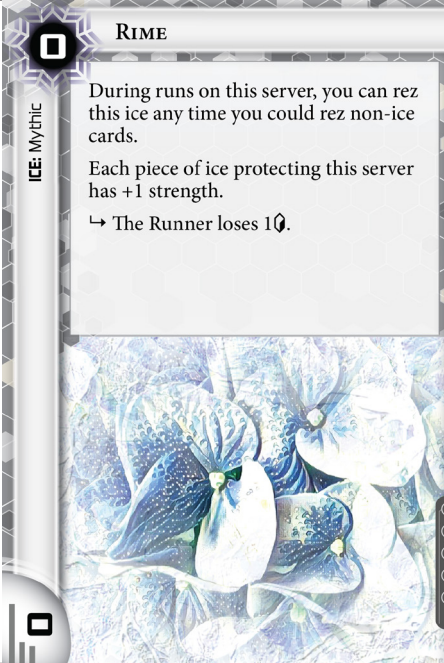 0
RIME
ICE: Mythic
During runs on this server, you can rez
this ice any time you could rez non-ice
cards.
Each piece of ice protecting this server
has +1 strength.
↳ The Runner loses 1.
0